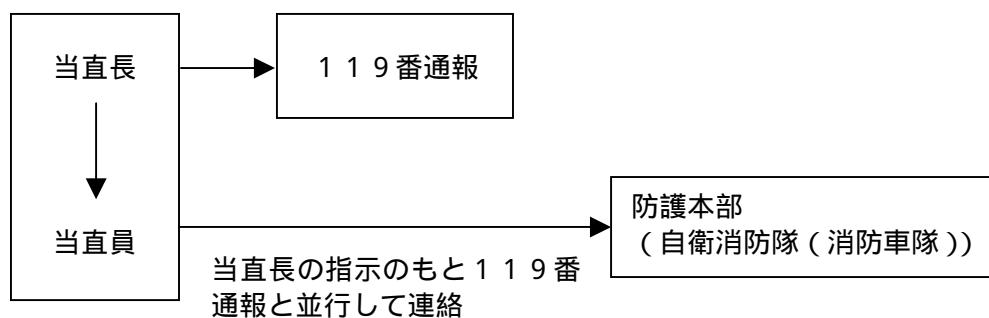 当直長
１１９番通報
当直員
防護本部
（自衛消防隊（消防車隊））
当直長の指示のもと１１９番
通報と並行して連絡